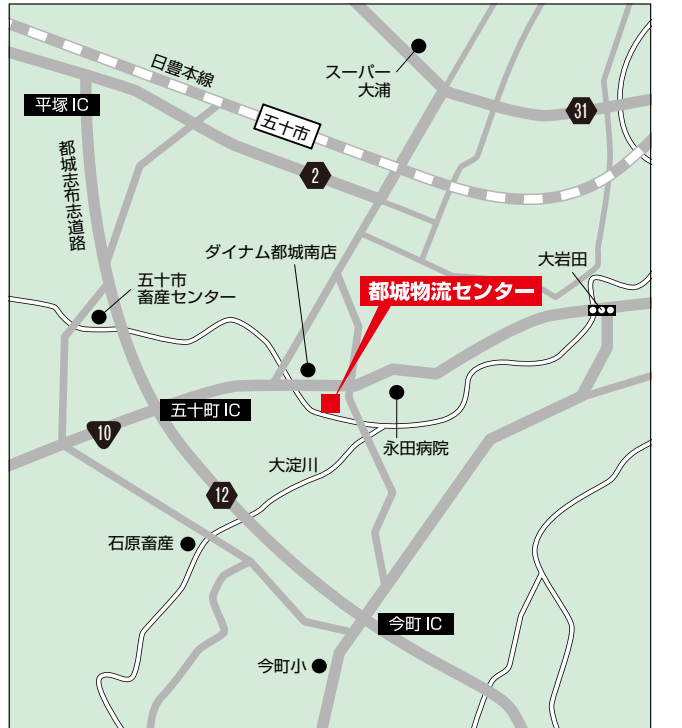 日豊本線
スーパー
大浦
平塚 IC
五十市
31
都城志布志道路
2
ダイナム都城南店
大岩田
五十市
畜産センター
都城物流センター
五十町 IC
10
永田病院
大淀川
12
石原畜産
今町 IC
今町小